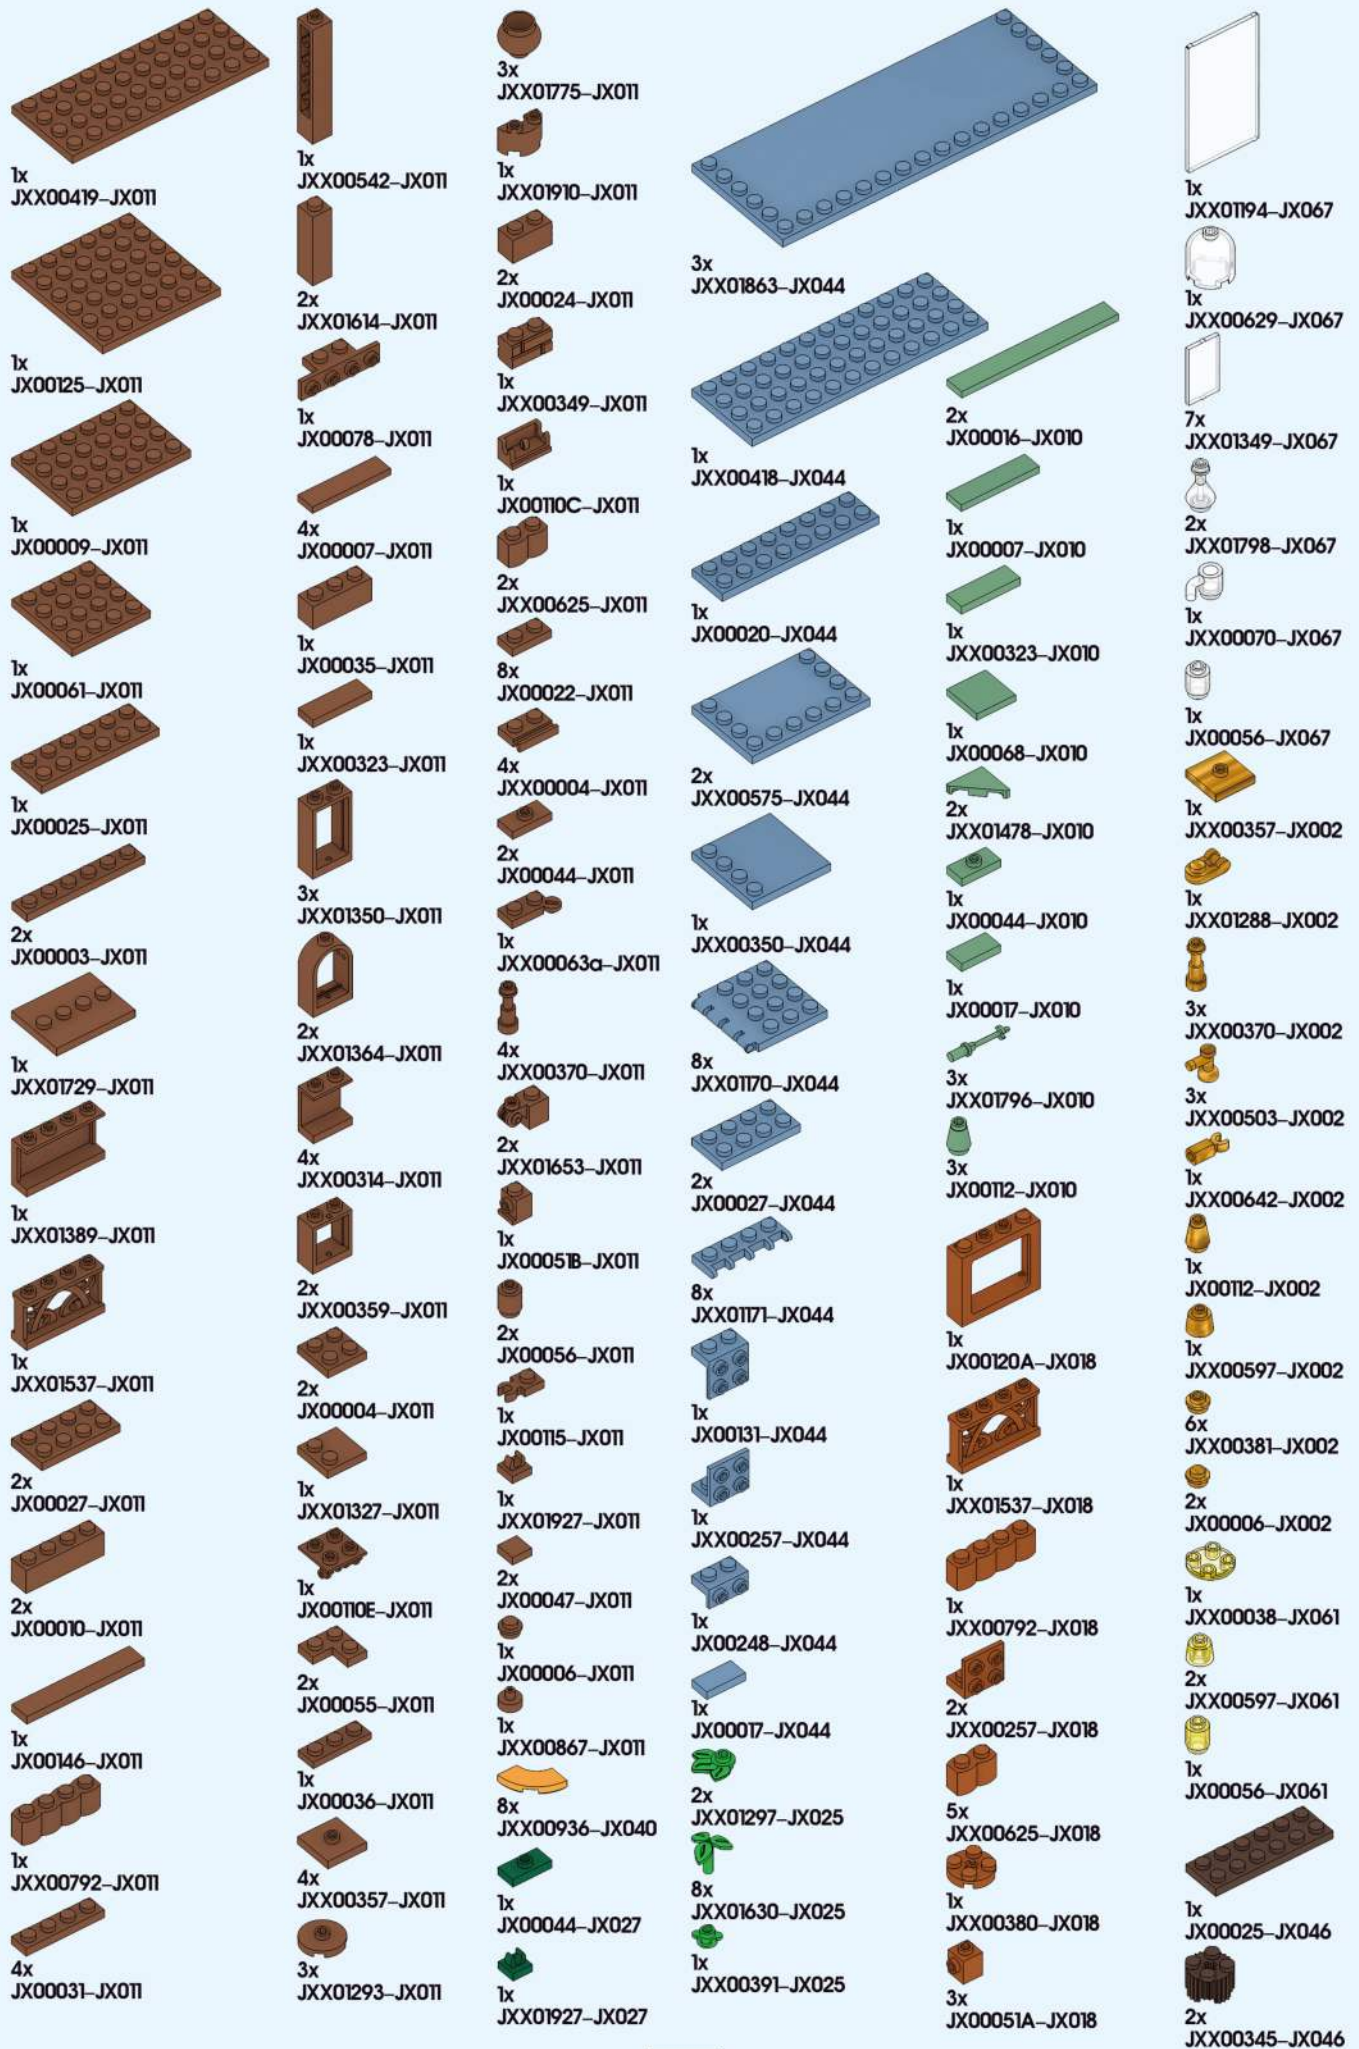 1x
JXX00419–JX011
1x
JX00125–JX011
1x
JX00009–JX011
1x
JX00061–JX011
1x
JX00025–JX011
2x
JX00003–JX011
1x
JXX01729–JX011
1x
JXX01389–JX011
1x
JXX01537–JX011
2x
JX00027–JX011
2x
JX00010–JX011
1x
JX00146–JX011
1x
JXX00792–JX011
4x
JX00031–JX011
1x
JXX00542–JX011
2x
JXX01614–JX011
1x
JX00078–JX011
4x
JX00007–JX011
1x
JX00035–JX011
1x
JXX00323–JX011
3x
JXX01350–JX011
2x
JXX01364–JX011
4x
JXX00314–JX011
2x
JXX00359–JX011
2x
JX00004–JX011
1x
JXX01327–JX011
1x
JX00110E–JX011
2x
JX00055–JX011
1x
JX00036–JX011
4x
JXX00357–JX011
3x
JXX01293–JX011
3x
JXX01775–JX011
1x
JXX01910–JX011
2x
JX00024–JX011
1x
JXX00349–JX011
1x
JX00110C–JX011
2x
JXX00625–JX011
8x
JX00022–JX011
4x
JXX00004–JX011
2x
JX00044–JX011
1x
JXX00063a–JX011
4x
JXX00370–JX011
2x
JXX01653–JX011
1x
JX00051B–JX011
2x
JX00056–JX011
1x
JX00115–JX011
1x
JXX01927–JX011
2x
JX00047–JX011
1x
JX00006–JX011
1x
JXX00867–JX011
8x
JXX00936–JX040
1x
JX00044–JX027
1x
JXX01927–JX027
3x
JXX01863–JX044
1x
JXX00418–JX044
1x
JX00020–JX044
2x
JXX00575–JX044
1x
JXX00350–JX044
8x
JXX01170–JX044
2x
JX00027–JX044
8x
JXX01171–JX044
1x
JX00131–JX044
1x
JXX00257–JX044
1x
JX00248–JX044
1x
JX00017–JX044
2x
JXX01297–JX025
8x
JXX01630–JX025
1x
JXX00391–JX025
2x
JX00016–JX010
1x
JX00007–JX010
1x
JXX00323–JX010
1x
JX00068–JX010
2x
JXX01478–JX010
1x
JX00044–JX010
1x
JX00017–JX010
3x
JXX01796–JX010
3x
JX00112–JX010
1x
JX00120A–JX018
1x
JXX01537–JX018
1x
JXX00792–JX018
2x
JXX00257–JX018
5x
JXX00625–JX018
1x
JXX00380–JX018
3x
JX00051A–JX018
1x
JXX01194–JX067
1x
JXX00629–JX067
7x
JXX01349–JX067
2x
JXX01798–JX067
1x
JXX00070–JX067
1x
JX00056–JX067
1x
JXX00357–JX002
1x
JXX01288–JX002
3x
JXX00370–JX002
3x
JXX00503–JX002
1x
JXX00642–JX002
1x
JX00112–JX002
1x
JXX00597–JX002
6x
JXX00381–JX002
2x
JX00006–JX002
1x
JXX00038–JX061
2x
JXX00597–JX061
1x
JX00056–JX061
1x
JX00025–JX046
2x
JXX00345–JX046